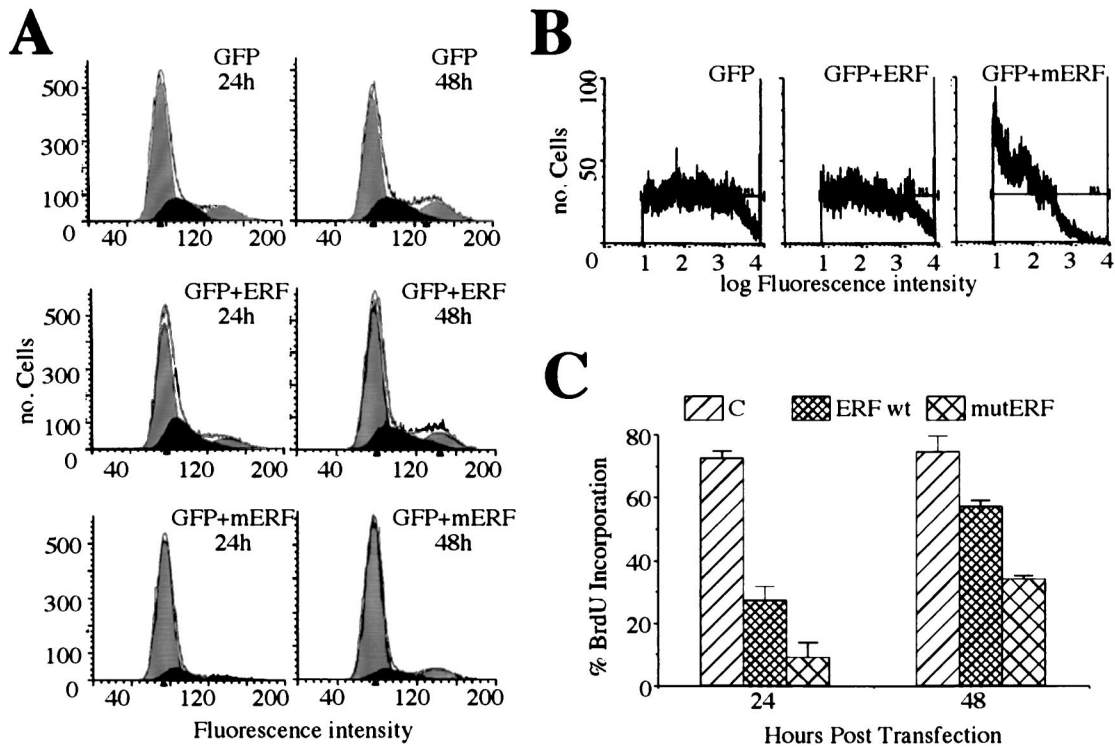 A
GFP
24h
GFP
48h
500
300
100
0
40
120
200
40
120
200
GFP+ERF
24h
GFP+ERF
48h
no. Cells
500
300
100
0
40
120
200
40
120
200
GFP+mERF
24h
GFP+mERF
48h
500
300
100
0
40
120
200
40
120
200
Fluorescence intensity
B
GFP
GFP+ERF
GFP+mERF
no. Cells
100
50
0
1 2 3 4
1 2 3 4
1 2 3 4
log Fluorescence intensity
C
C
ERF wt
mutERF
% BrdU Incorporation
80
60
40
20
0
24
48
Hours Post Transfection